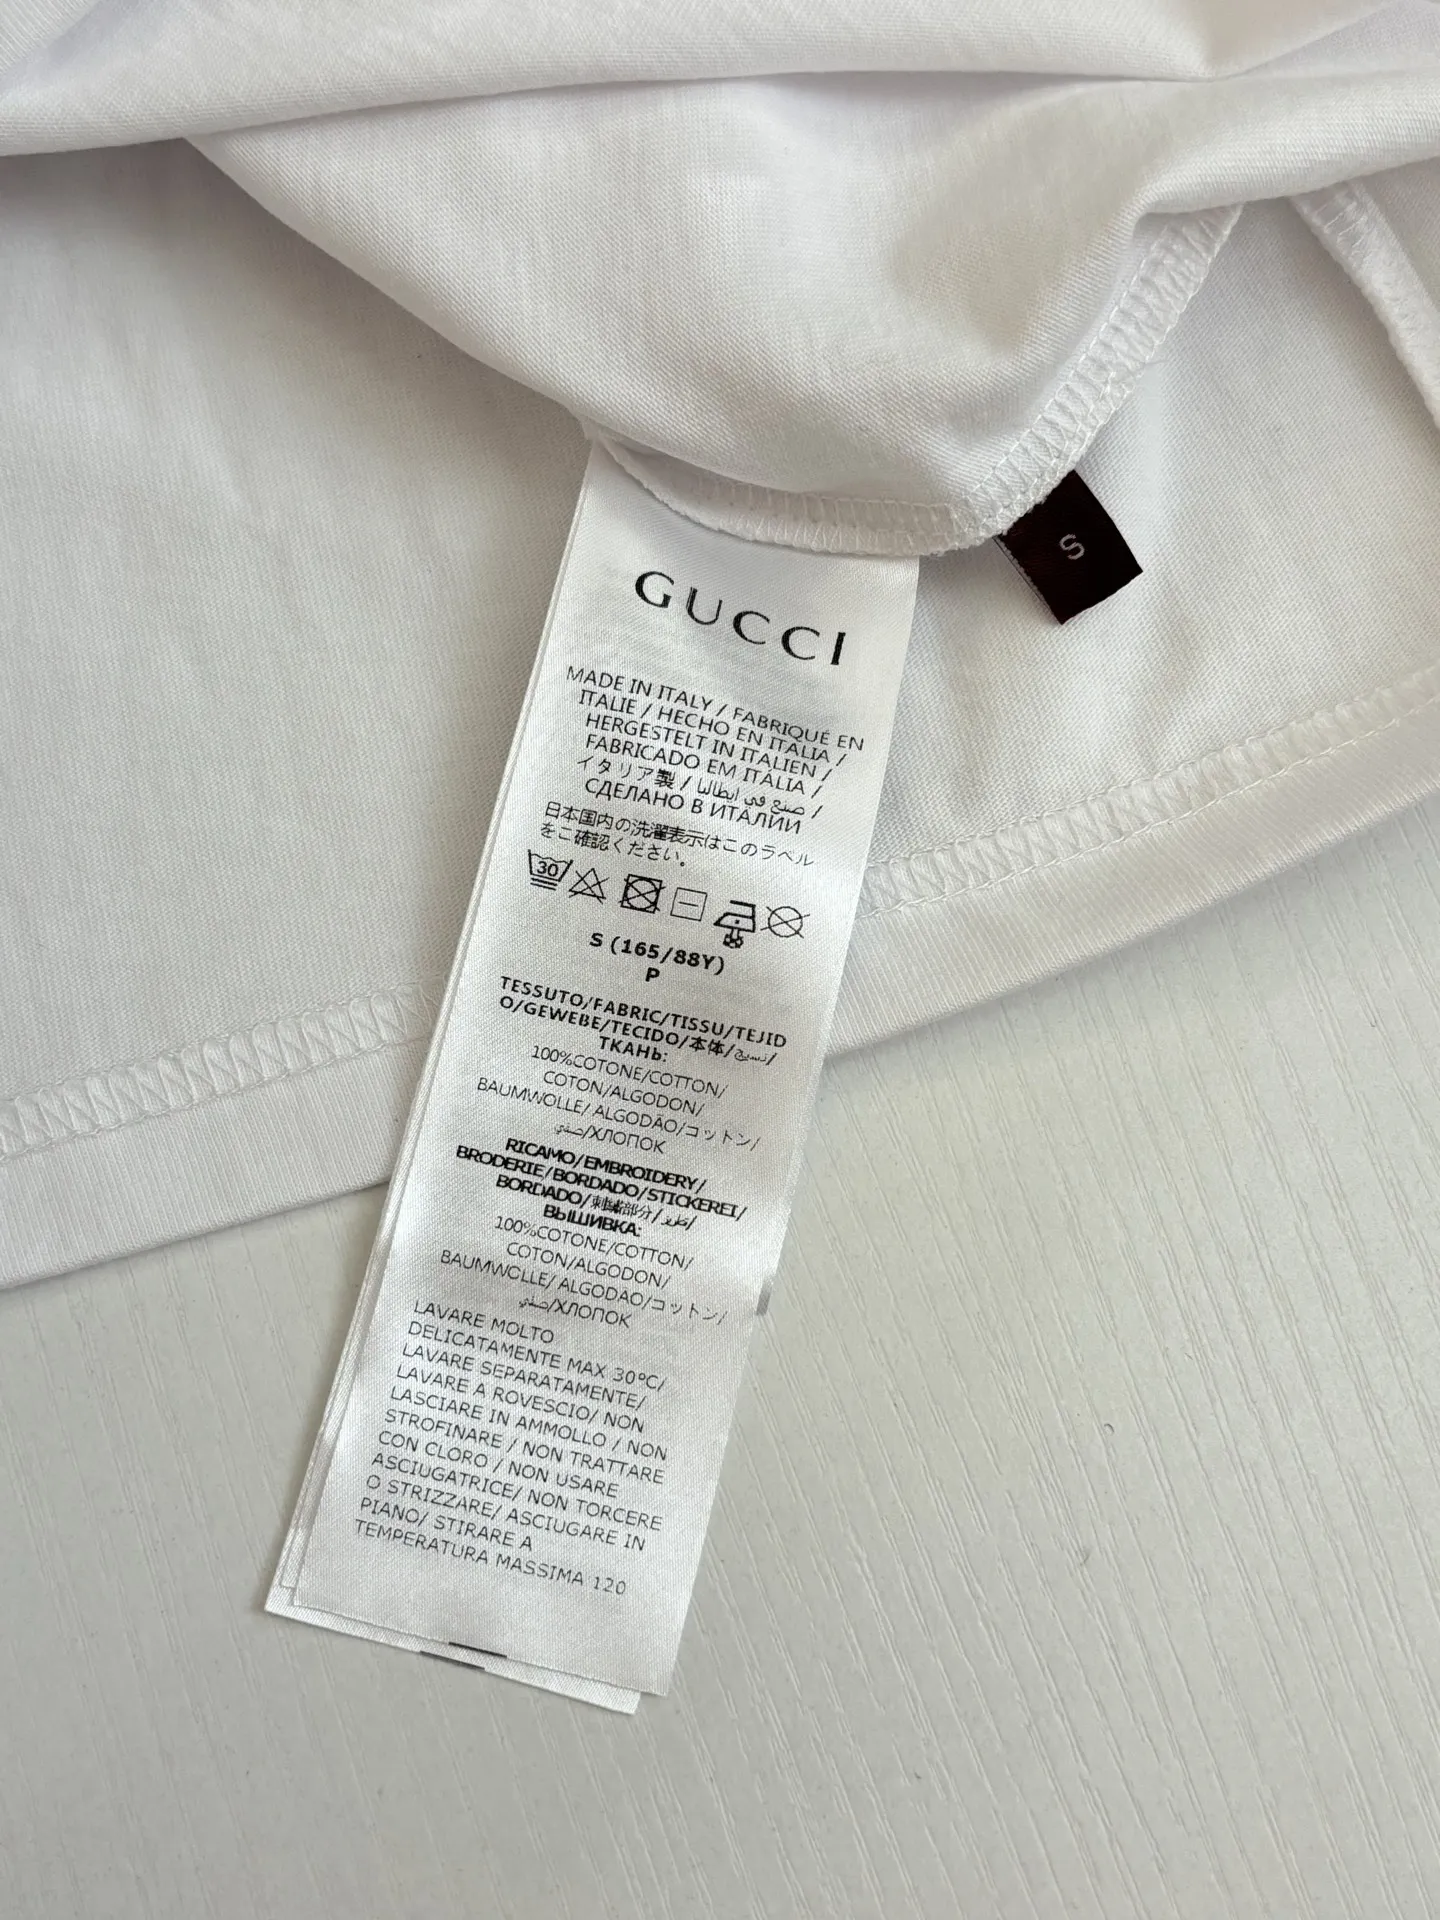 GUCCI
MADE IN ITALY / FABRIQUÉ EN
ITALIE / HECHO EN ITALIA /
HERGESTELT IN ITALIEN /
FABRICADO EM ITÁLIA /
イタリア製 / صنع في ايطاليا /
СДЕЛАНО В ИТАЛИИ
日本国内の洗濯表示はこのラベル
をご確認ください。
30
S (165/88Y)
P
TESSUTO/FABRIC/TISSU/TEJID
O/GEWEBE/TECIDO/本体/نسيج/
ТКАНЬ:
100%COTONE/COTTON/
COTON/ALGODON/
BAUMWOLLE/ ALGODÃO/コットン/
/ХЛОПОК
RICAMO/EMBROIDERY/
BRODERIE/BORDADO/STICKEREI/
BORDADO/刺繍部分/
ВЫШИВКА:
100%COTONE/COTTON/
COTON/ALGODON/
BAUMWOLLE/ ALGODAO/コットン/
/ХЛОПОК
LAVARE MOLTO
DELICATAMENTE MAX 30°C/
LAVARE SEPARATAMENTE/
LAVARE A ROVESCIO/ NON
LASCIARE IN AMMOLLO / NON
STROFINARE / NON TRATTARE
CON CLORO / NON USARE
ASCIUGATRICE/ NON TORCERE
O STRIZZARE/ ASCIUGARE IN
PIANO/ STIRARE A
TEMPERATURA MASSIMA 120
S